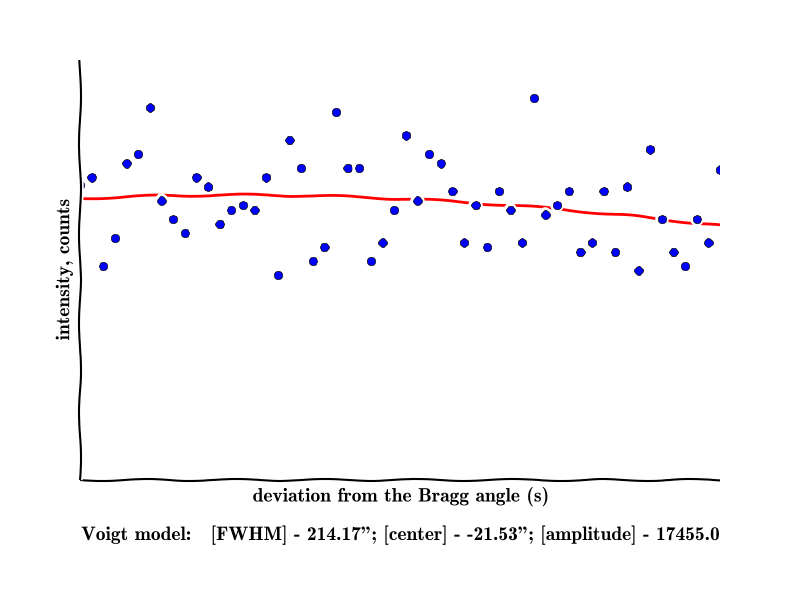 intensity, counts
deviation from the Bragg angle (s)
Voigt model: [FWHM] - 214.17”; [center] - -21.53”; [amplitude] - 17455.0